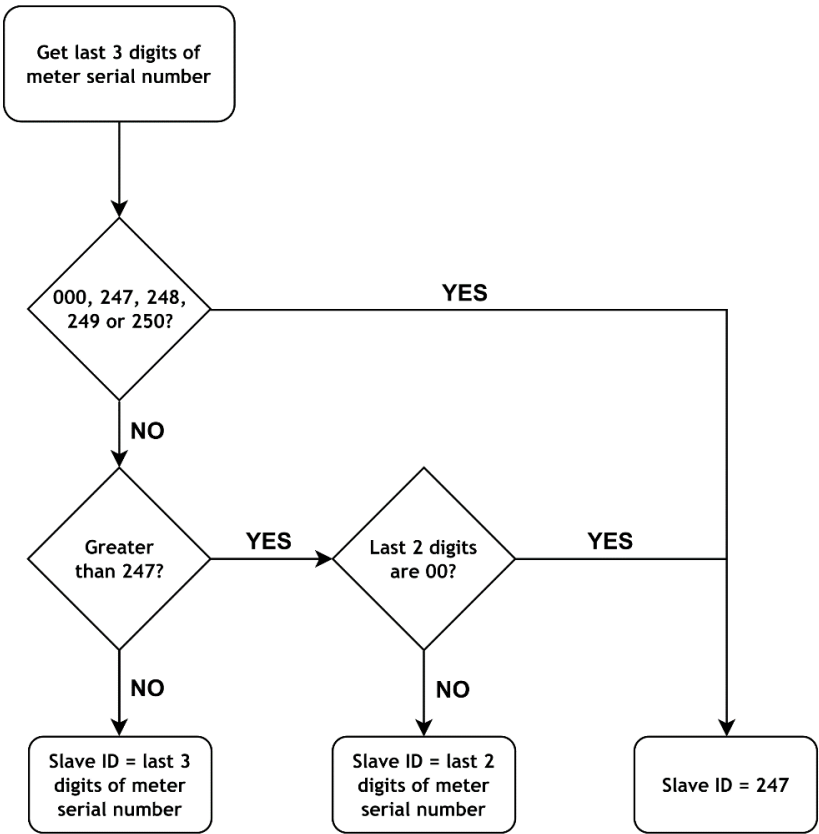 Get last 3 digits of
meter serial number
000, 247, 248,
249 or 250?
YES
NO
Greater
than 247?
YES
Last 2 digits
are 00?
YES
NO
NO
Slave ID = last 3
digits of meter
serial number
Slave ID = last 2
digits of meter
serial number
Slave ID = 247